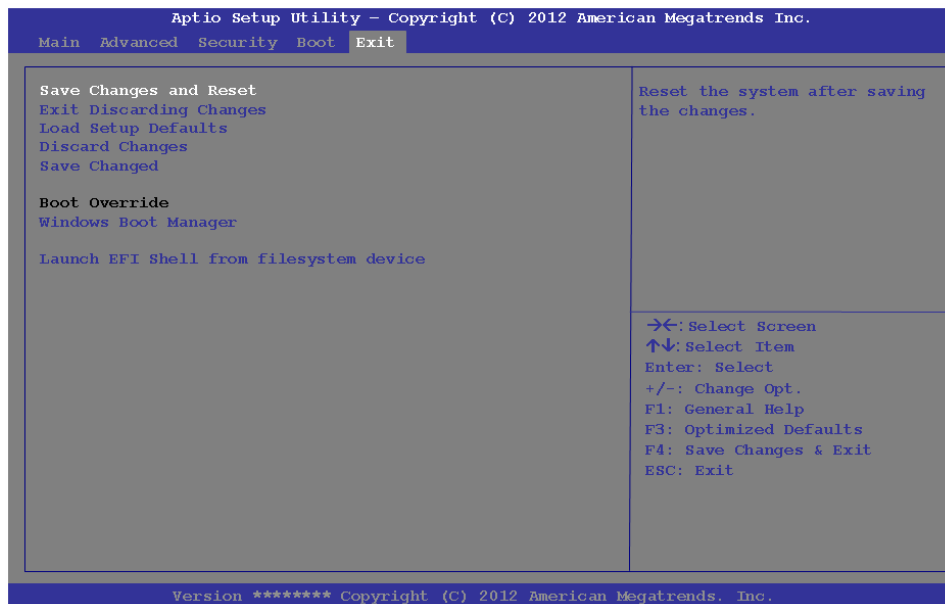 Aptio Setup Utility – Copyright (C) 2012 American Megatrends Inc.
Main Advanced Security Boot Exit
Save Changes and Reset
Exit Discarding Changes
Load Setup Defaults
Discard Changes
Save Changed
Boot Override
Windows Boot Manager
Launch EFI Shell from filesystem device
Reset the system after saving
the changes.
→←: Select Screen
↑↓: Select Item
Enter: Select
+/-: Change Opt.
F1: General Help
F3: Optimized Defaults
F4: Save Changes & Exit
ESC: Exit
Version ******** Copyright (C) 2012 American Megatrends. Inc.